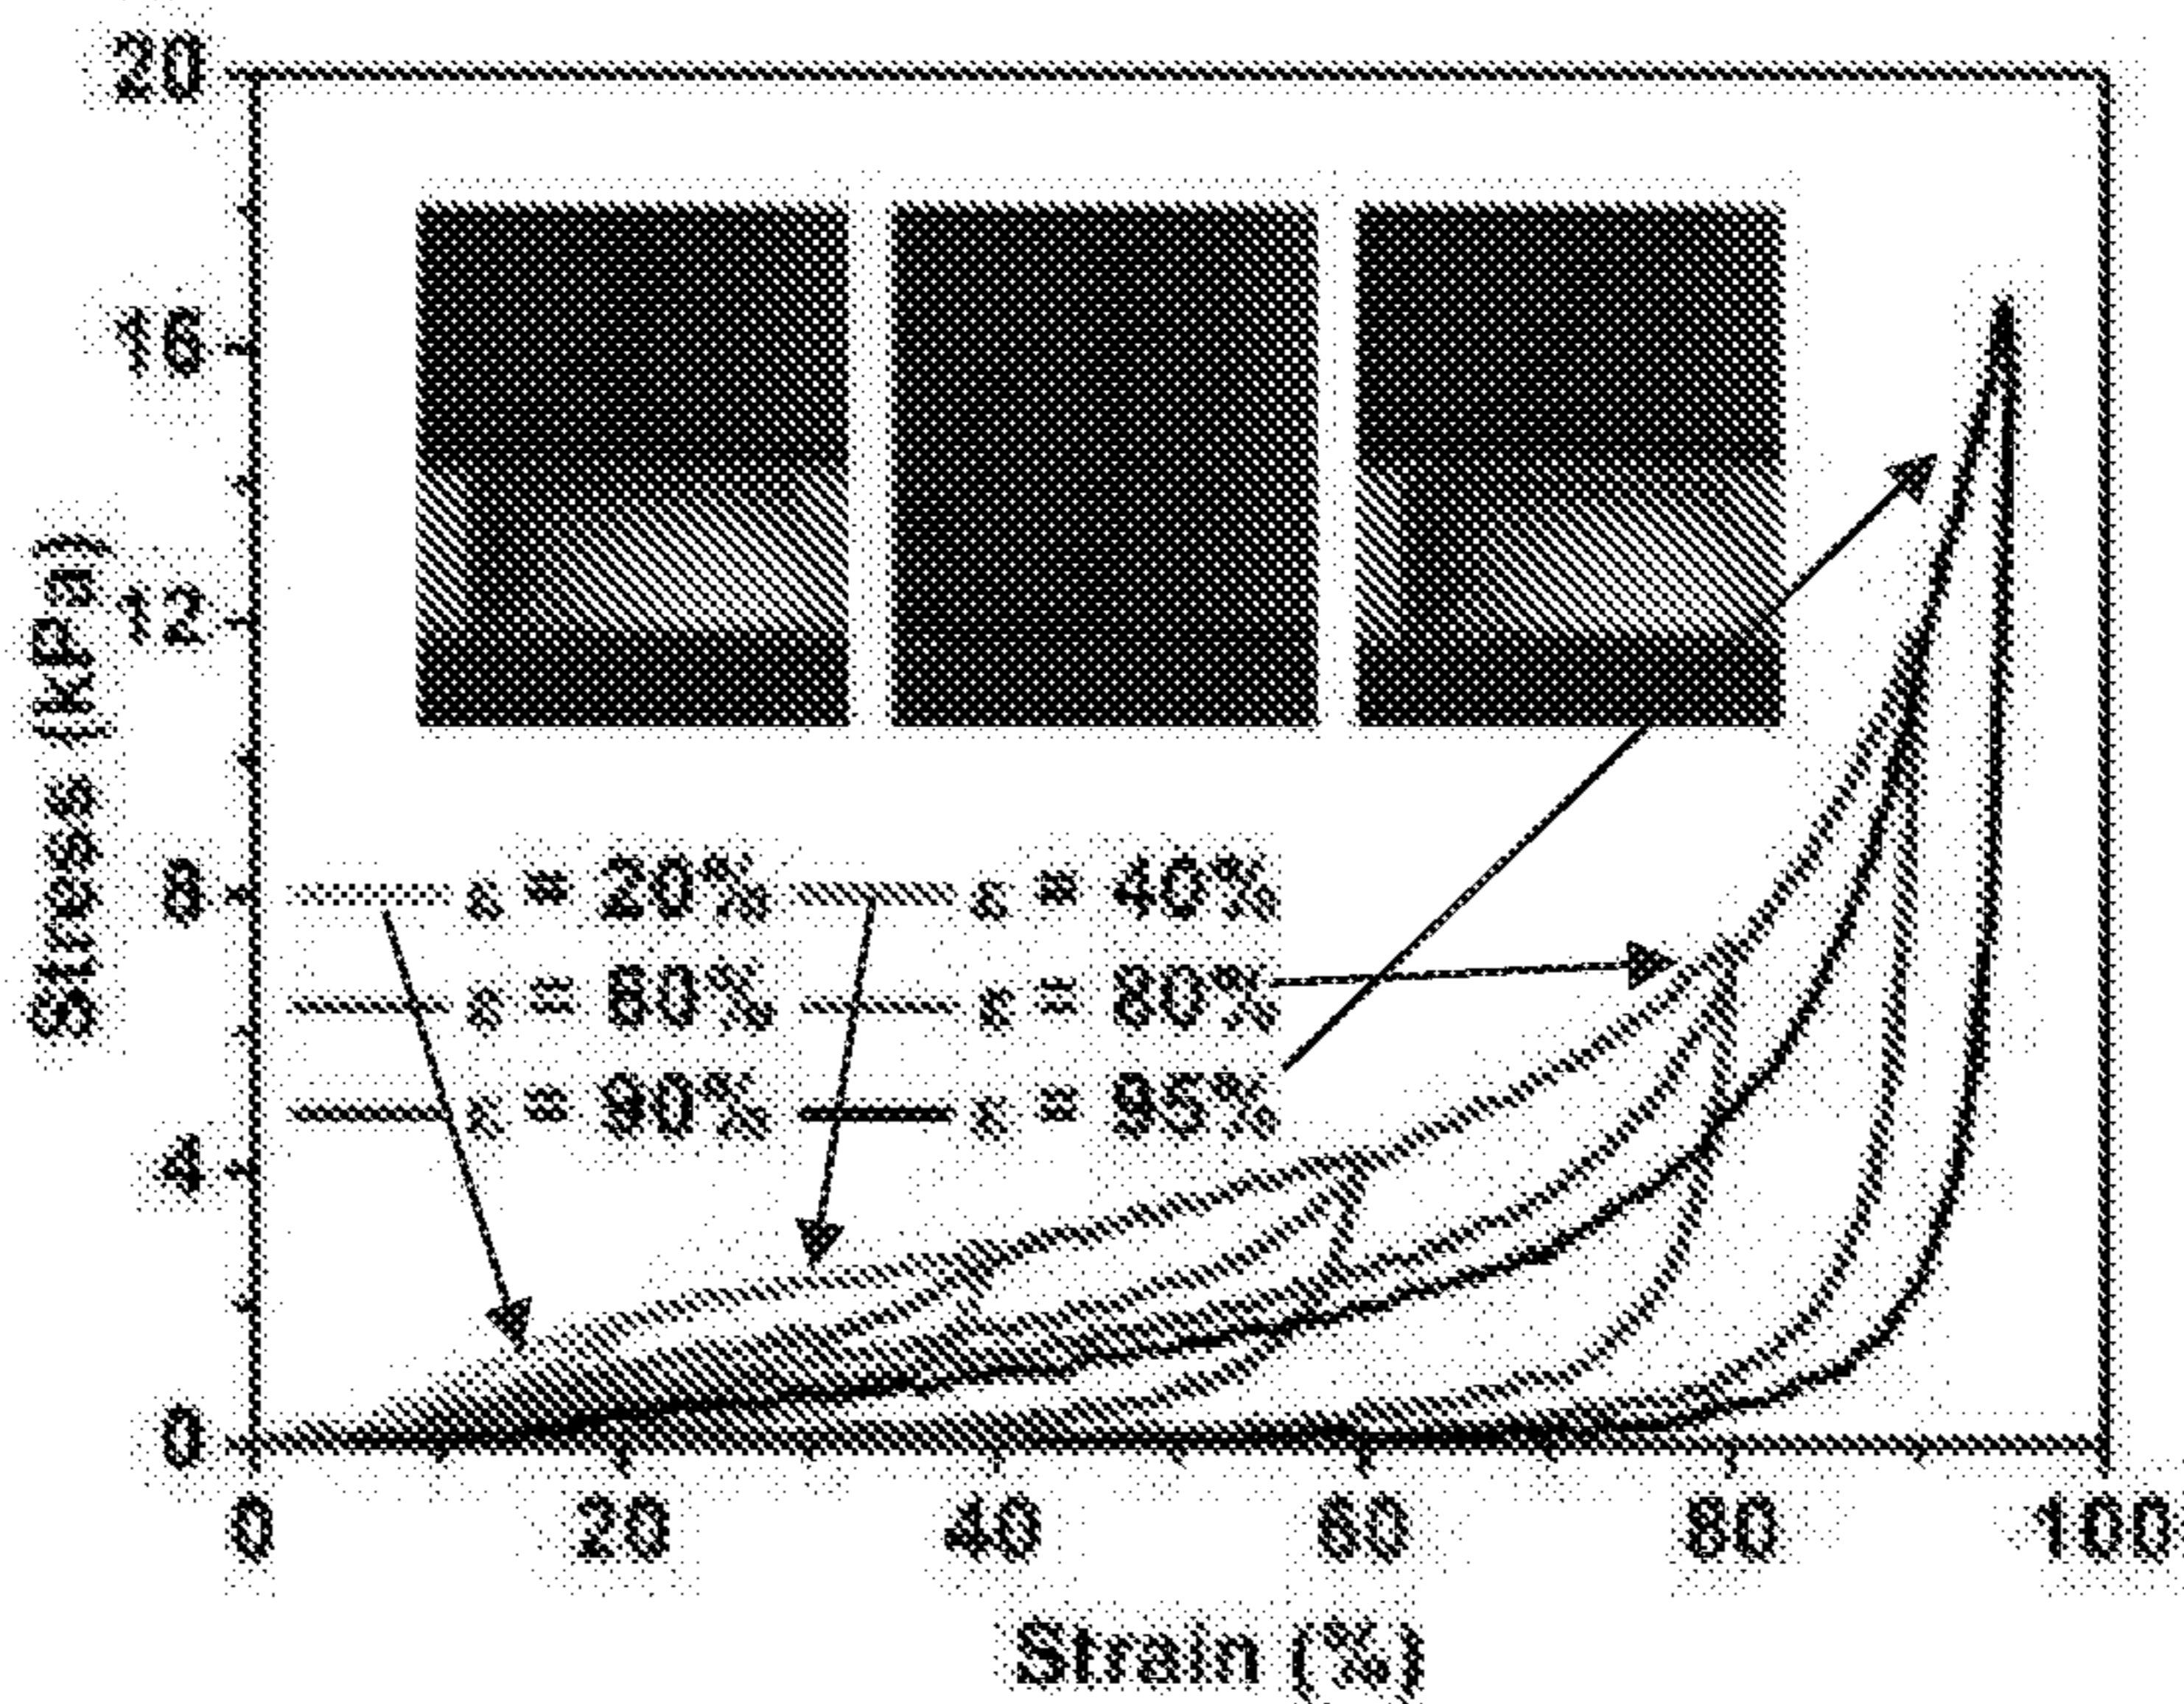 20
16
12
8
4
0
Stress (kPa)
ε = 20% ε = 40%
ε = 60% ε = 80%
ε = 90% ε = 95%
0 20 40 60 80 100
Strain (%)